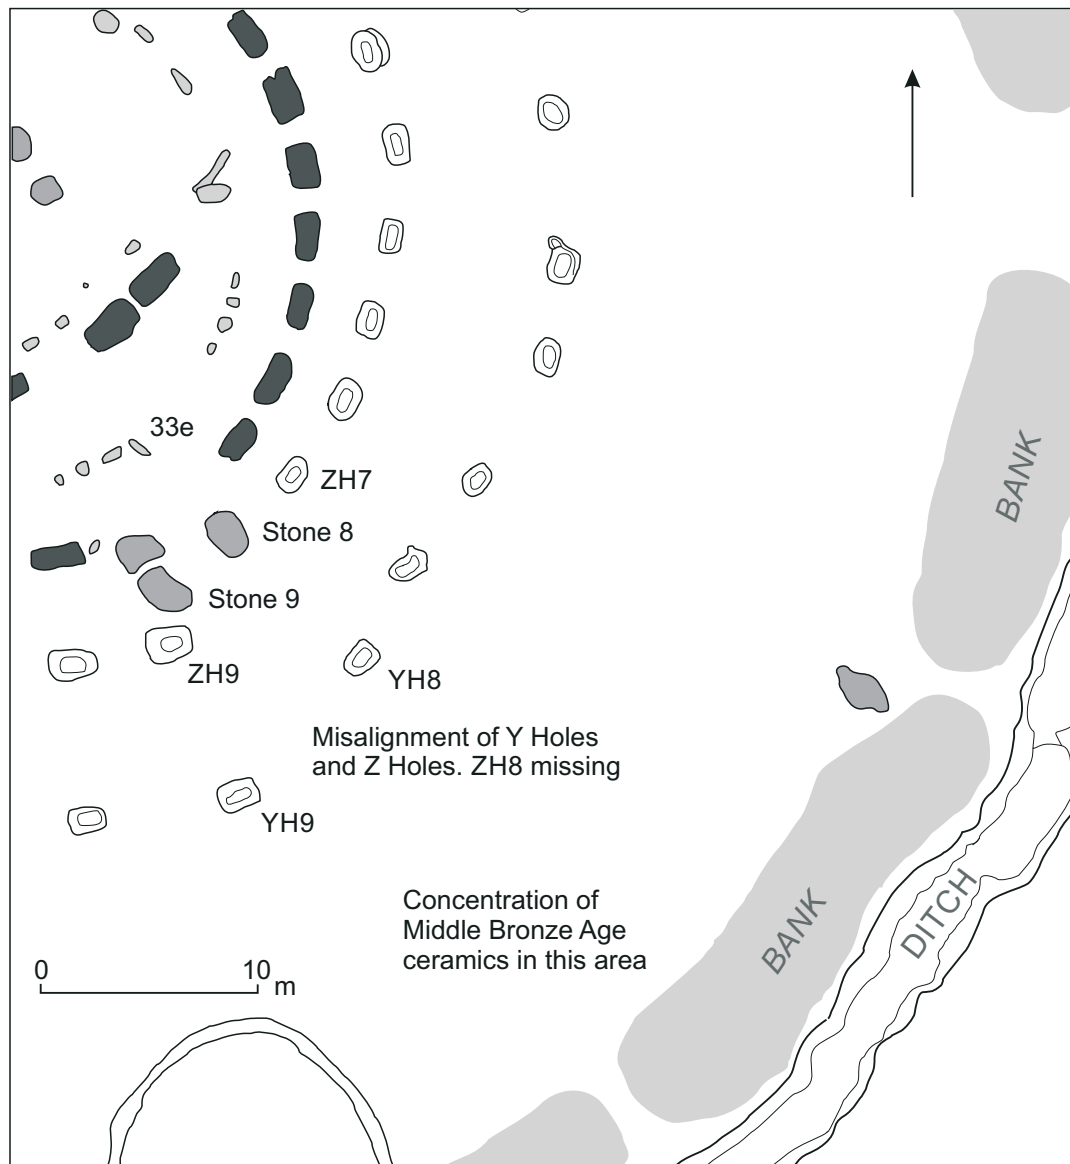 33e
ZH7
Stone 8
Stone 9
ZH9
YH8
Misalignment of Y Holes
and Z Holes. ZH8 missing
YH9
BANK
BANK
DITCH
Concentration of
Middle Bronze Age
ceramics in this area
0 10 m